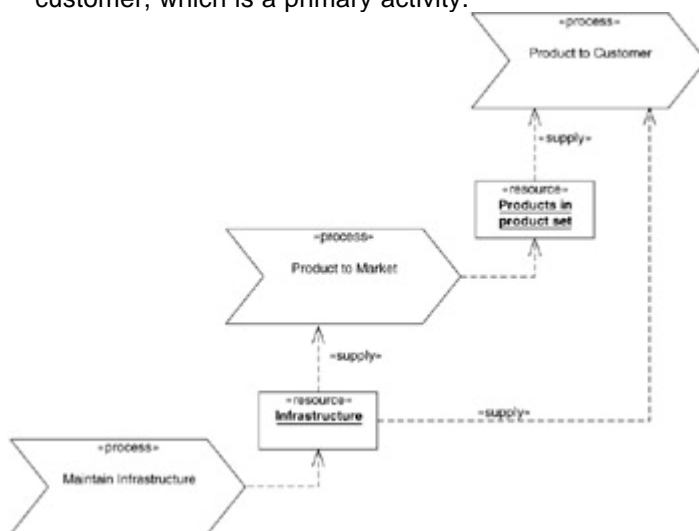 customer, which is a primary activity.
«process»
Product to Customer
«supply»
«resource»
Products in
product set
«process»
Product to Market
«supply»
«resource»
Infrastructure
«supply»
«process»
Maintain Infrastructure